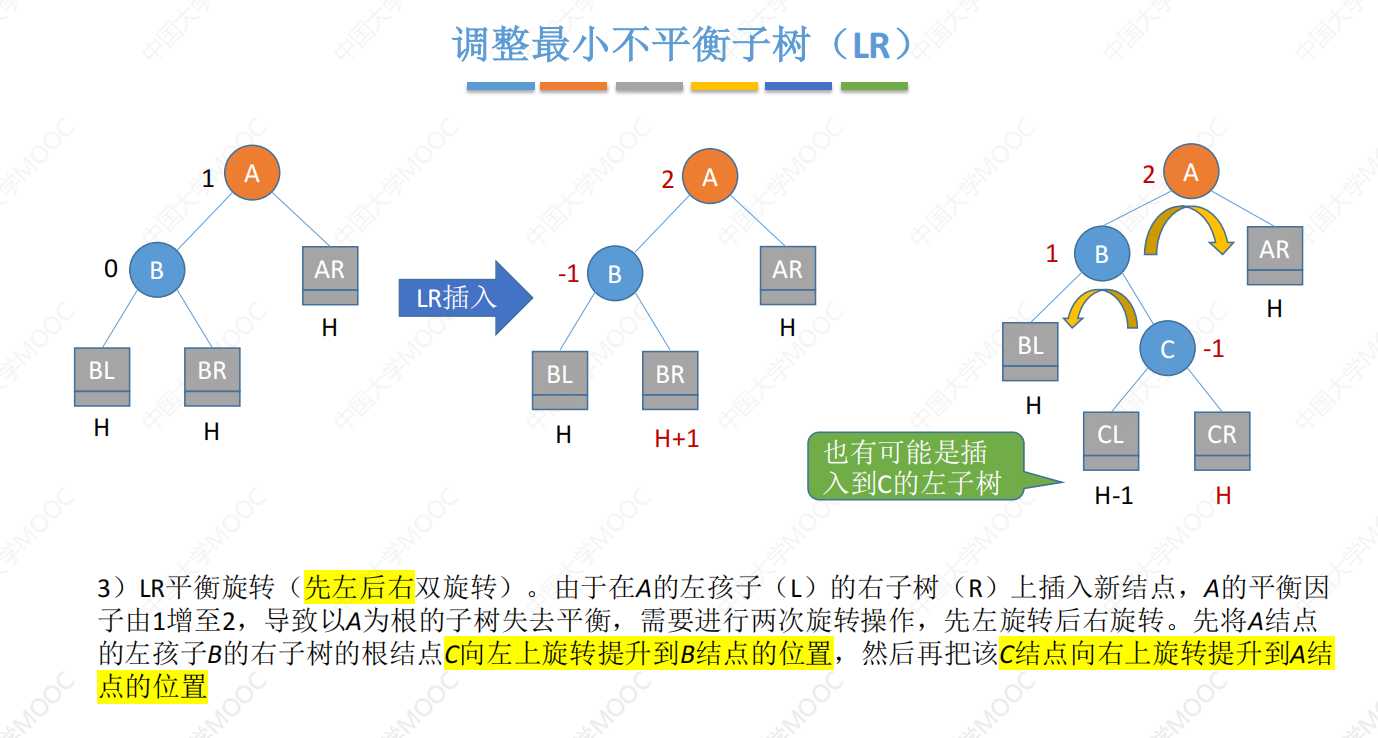 调整最小不平衡子树（LR）
1
A
0
B
AR
H
BL
BR
H
H
LR插入
2
A
-1
B
AR
H
BL
BR
H
H+1
2
A
1
B
AR
H
BL
C
-1
H
CL
CR
H-1
H
也有可能是插
入到C的左子树
3）LR平衡旋转（先左后右双旋转）。由于在A的左孩子（L）的右子树（R）上插入新结点，A的平衡因
子由1增至2，导致以A为根的子树失去平衡，需要进行两次旋转操作，先左旋转后右旋转。先将A结点
的左孩子B的右子树的根结点C向左上旋转提升到B结点的位置，然后再把该C结点向右上旋转提升到A结
点的位置
中国大学MOOC